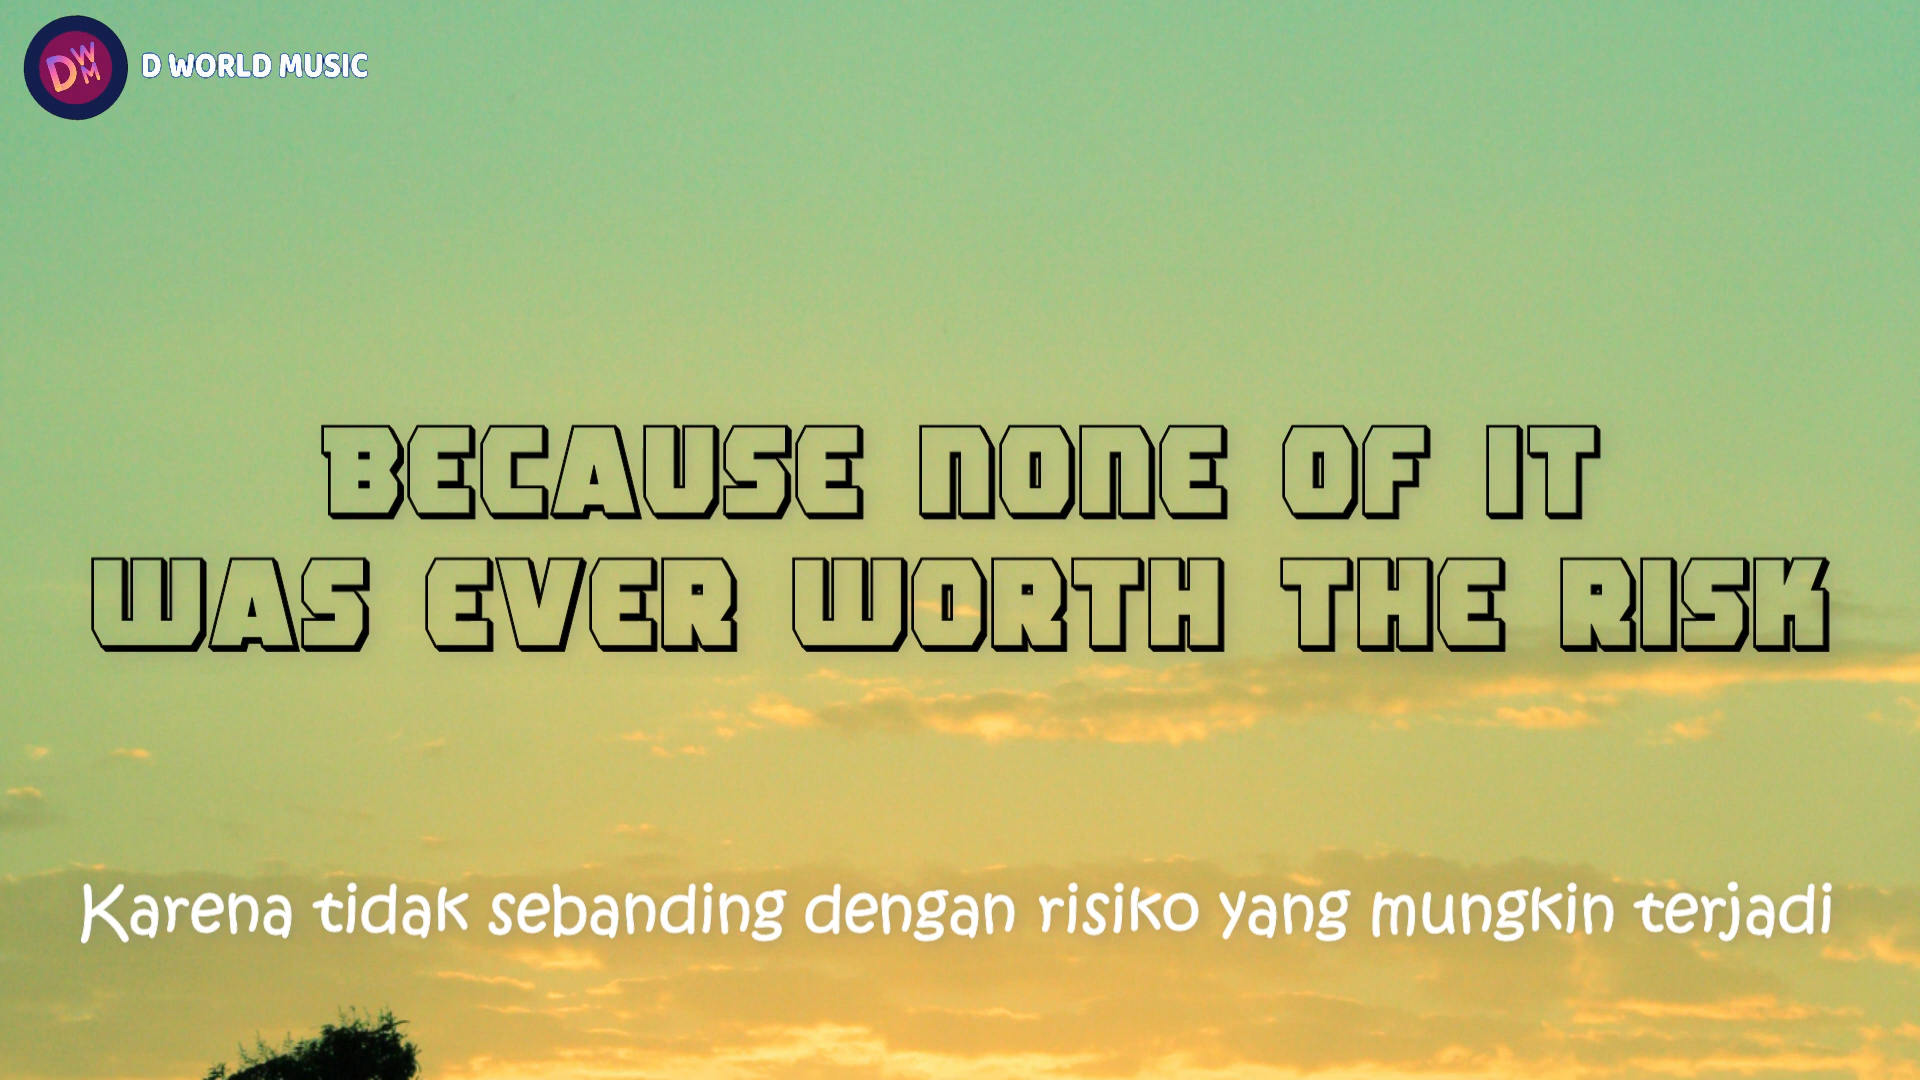 DWM
D WORLD MUSIC
BECAUSE NONE OF IT
WAS EVER WORTH THE RISK
Karena tidak sebanding dengan risiko yang mungkin terjadi